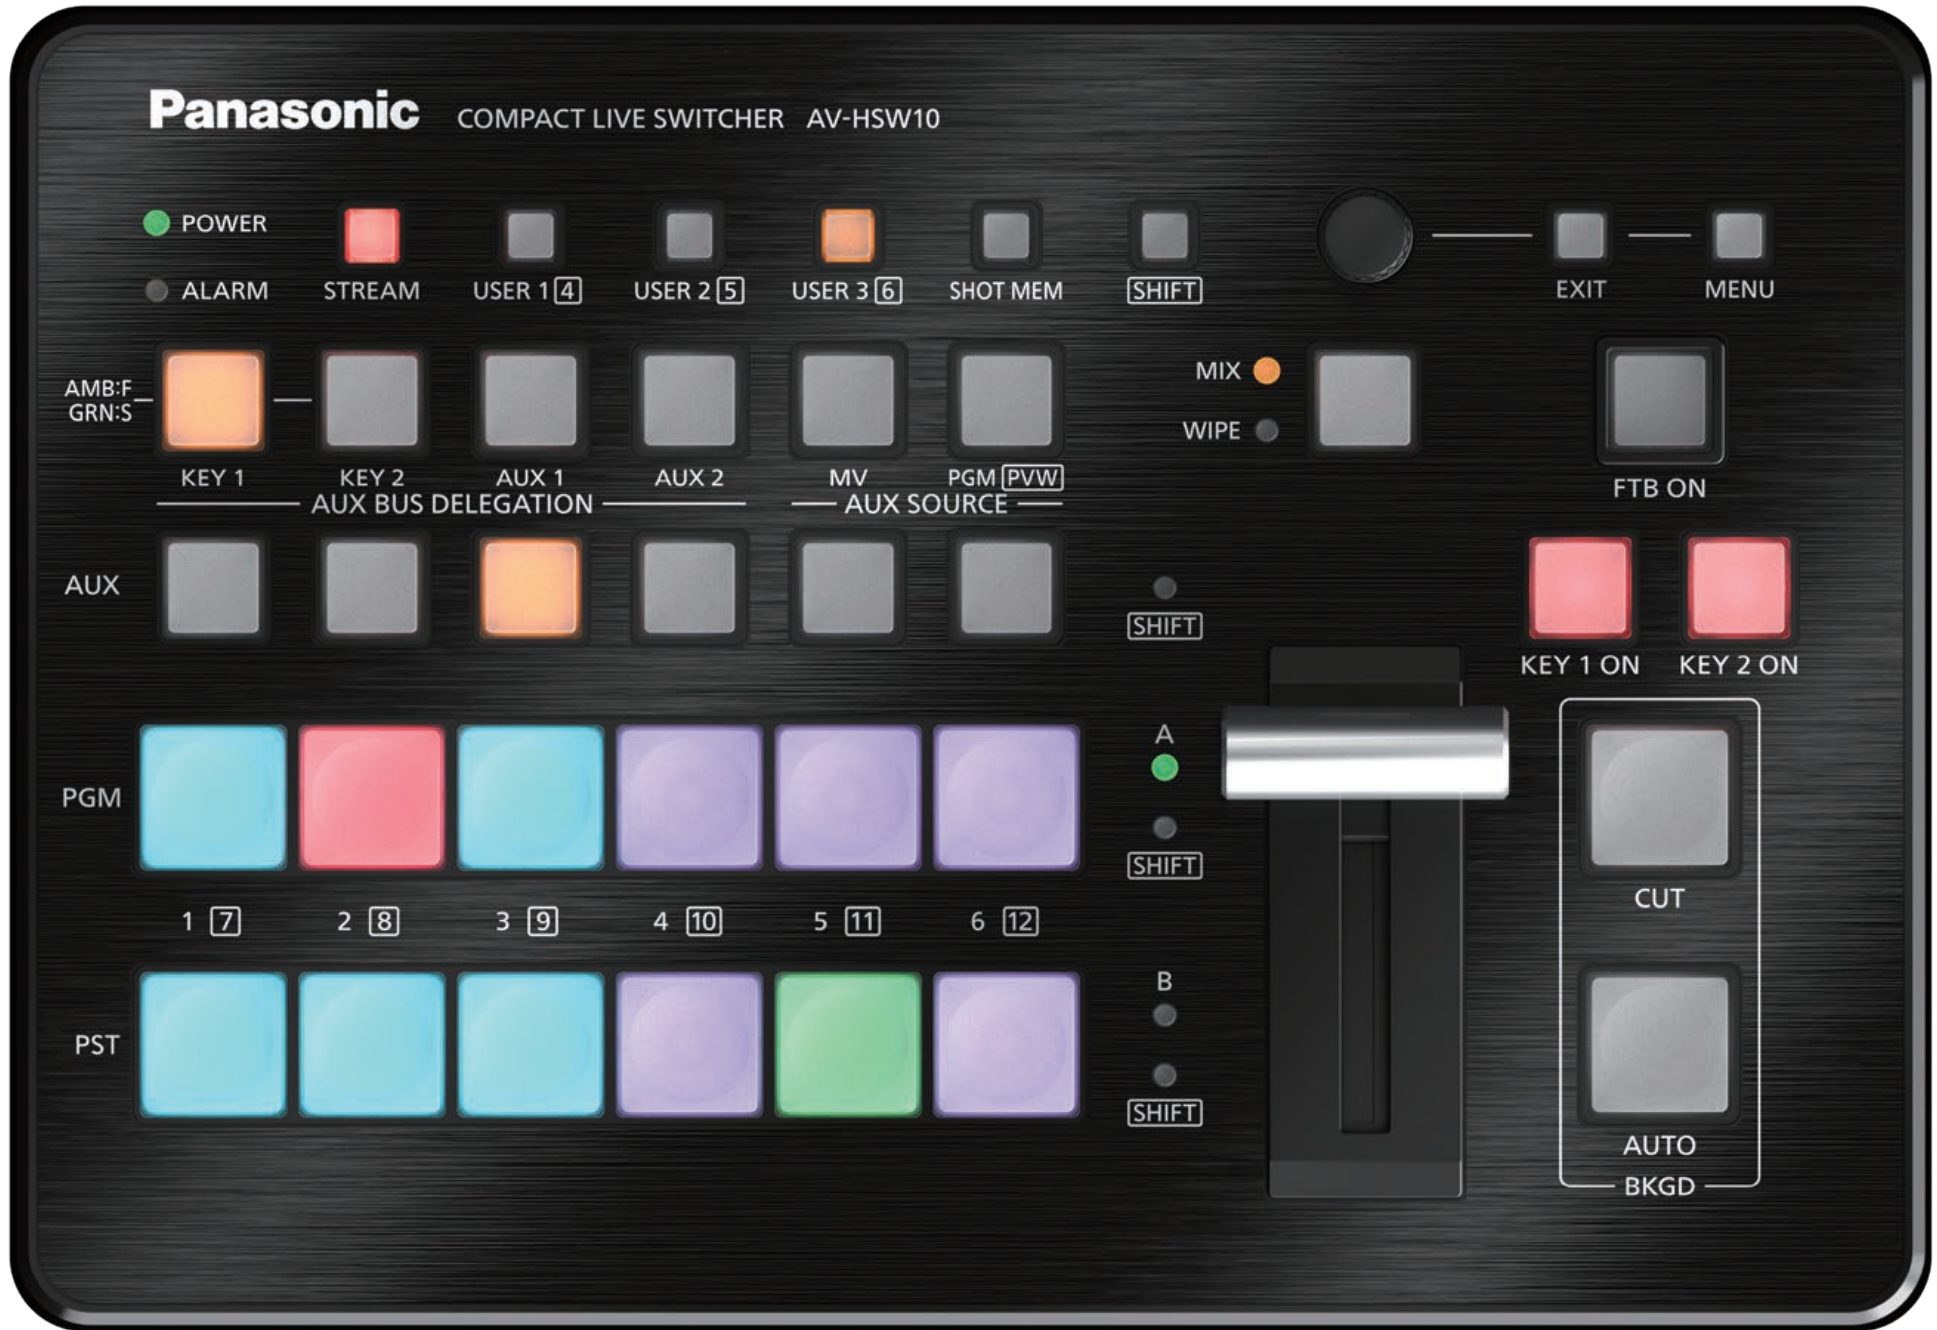 Panasonic COMPACT LIVE SWITCHER AV-HSW10
POWER
ALARM STREAM USER 1 4 USER 2 5 USER 3 6 SHOT MEM SHIFT EXIT MENU
AMB:F
GRN:S
MIX
WIPE
KEY 1 KEY 2 AUX 1 AUX 2 MV PGM PVW
FTB ON
AUX BUS DELEGATION AUX SOURCE
AUX
SHIFT
KEY 1 ON KEY 2 ON
A
PGM
SHIFT
CUT
1 7 2 8 3 9 4 10 5 11 6 12
B
PST
SHIFT
AUTO
BKGD